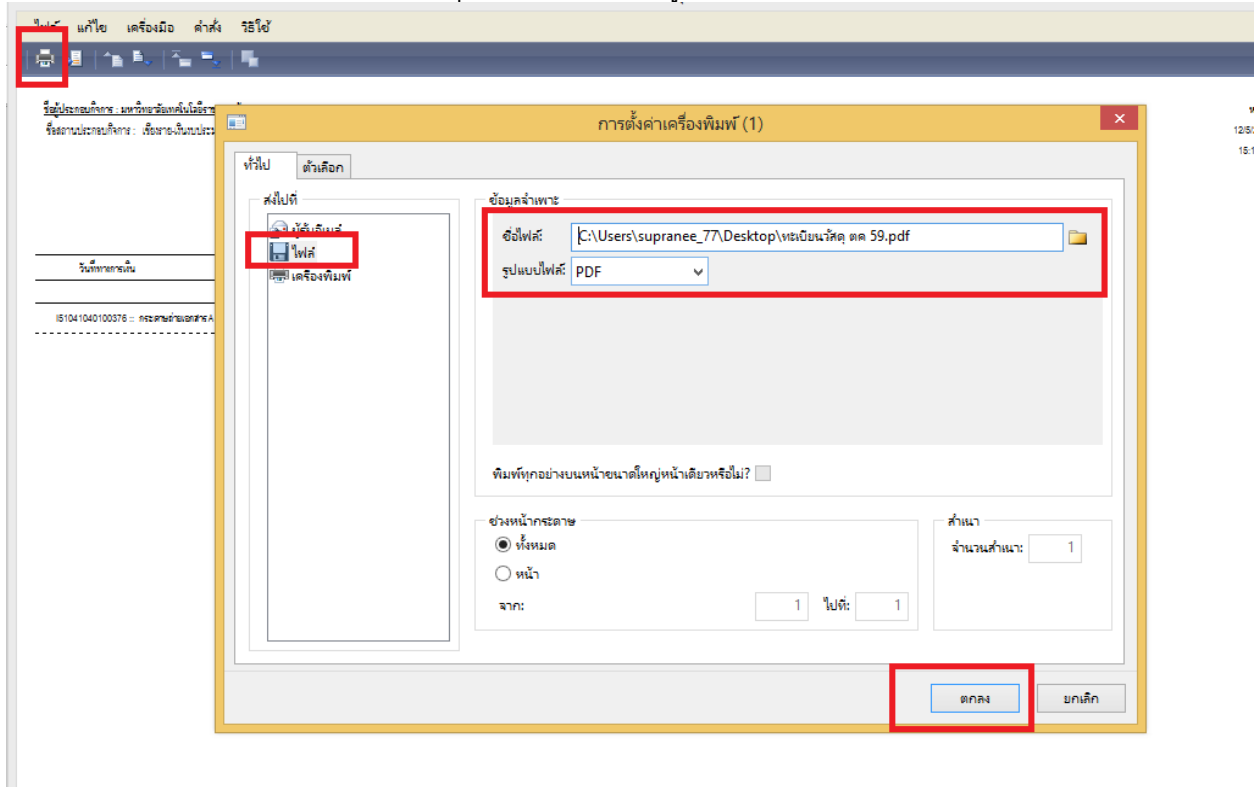 ไฟล์ แก้ไข เครื่องมือ คำสั่ง วิธีใช้
ชื่อผู้ประกอบกิจการ : มหาวิทยาลัยเทคโนโลยีราช
ชื่อสถานประกอบกิจการ : เชียงราย-เงินงบประม
12/5/
15:1
การตั้งค่าเครื่องพิมพ์ (1)
ทั่วไป ตัวเลือก
ส่งไปที่
ผู้รับอีเมล์
ไฟล์
เครื่องพิมพ์
ข้อมูลจำเพาะ
ชื่อไฟล์: C:\Users\supranee_77\Desktop\ทะเบียนวัสดุ ตค 59.pdf
รูปแบบไฟล์: PDF
วันที่ทางการเงิน
I51041040100376 :: กระดาษถ่ายเอกสาร A
พิมพ์ทุกอย่างบนหน้าขนาดใหญ่หน้าเดียวหรือไม่?
ช่วงหน้ากระดาษ
ทั้งหมด
หน้า
จาก: 1 ไปที่: 1
สำเนา
จำนวนสำเนา: 1
ตกลง ยกเลิก